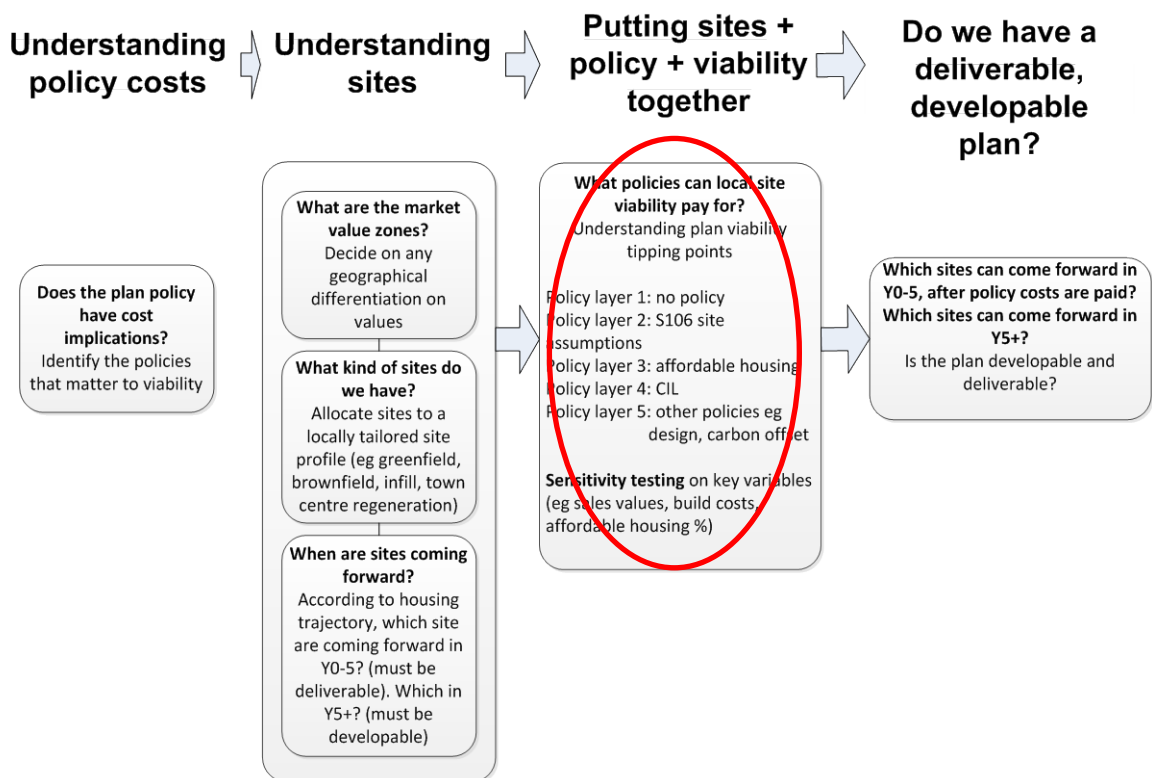 Understanding
policy costs
Understanding
sites
Putting sites +
policy + viability
together
Do we have a
deliverable,
developable
plan?
Does the plan policy
have cost
implications?
Identify the policies
that matter to viability
What are the market
value zones?
Decide on any
geographical
differentiation on
values
What kind of sites do
we have?
Allocate sites to a
locally tailored site
profile (eg greenfield,
brownfield, infill, town
centre regeneration)
When are sites coming
forward?
According to housing
trajectory, which site
are coming forward in
Y0-5? (must be
deliverable). Which in
Y5+? (must be
developable)
What policies can local site
viability pay for?
Understanding plan viability
tipping points
Policy layer 1: no policy
Policy layer 2: S106 site
assumptions
Policy layer 3: affordable housing
Policy layer 4: CIL
Policy layer 5: other policies eg
design, carbon offset
Sensitivity testing on key variables
(eg sales values, build costs,
affordable housing %)
Which sites can come forward in
Y0-5, after policy costs are paid?
Which sites can come forward in
Y5+?
Is the plan developable and
deliverable?